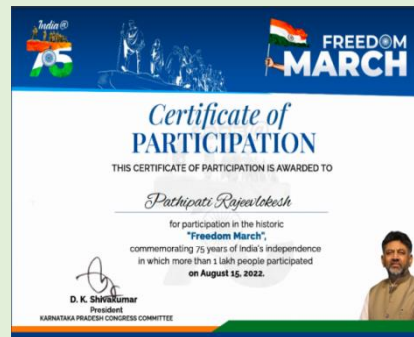 India@
75
FREEDOM
MARCH
Certificate of
PARTICIPATION
THIS CERTIFICATE OF PARTICIPATION IS AWARDED TO
Pathipati Rajeevlokesh
for participation in the historic
"Freedom March",
commemorating 75 years of India's independence
in which more than 1 lakh people participated
on August 15, 2022.
D. K. Shivakumar
President
KARNATAKA PRADESH CONGRESS COMMITTEE